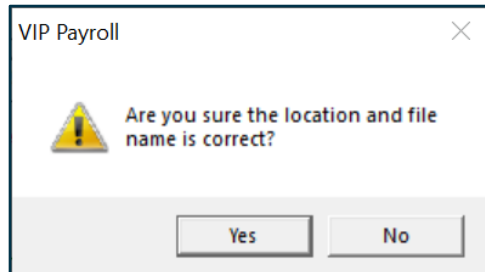 VIP Payroll
Are you sure the location and file
name is correct?
Yes
No